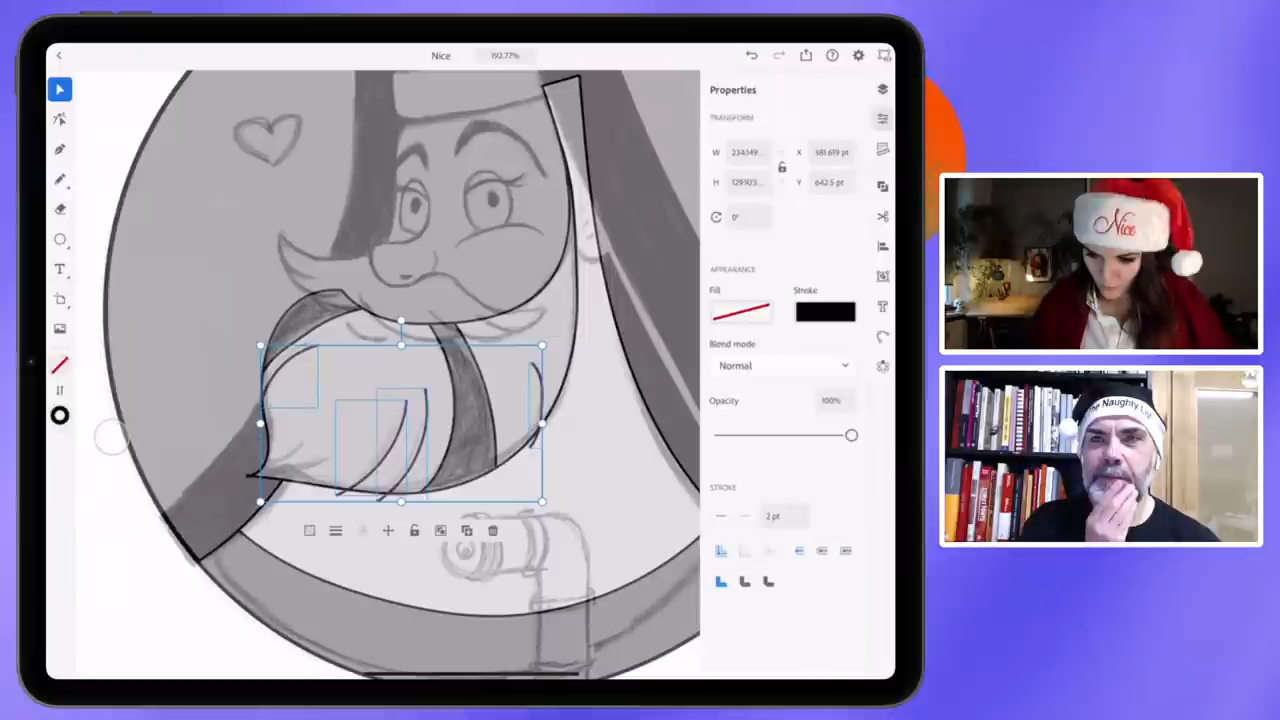 Nice
192.77%
Properties
TRANSFORM
W 234.149... X 381.619 pt
H 129.923... Y 642.5 pt
0°
APPEARANCE
Fill Stroke
Blend mode
Normal
Opacity 100%
STROKE
2 pt
T
T
Nice
The Naughty List